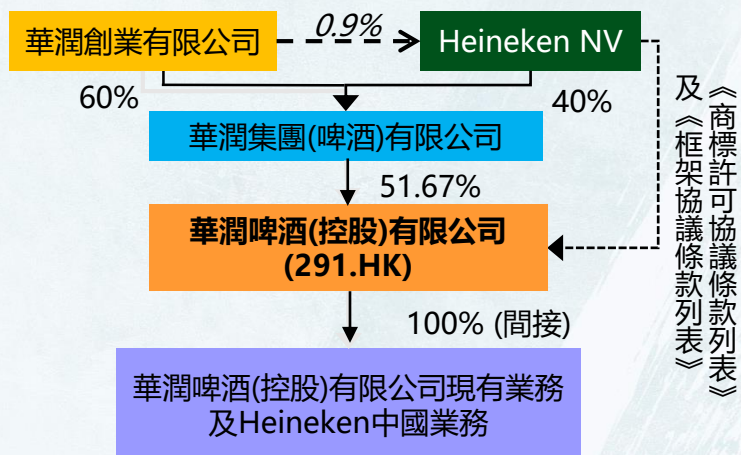 華潤創業有限公司
0.9%
Heineken NV
60%
40%
華潤集團(啤酒)有限公司
51.67%
華潤啤酒(控股)有限公司
(291.HK)
100% (間接)
華潤啤酒(控股)有限公司現有業務
及Heineken中國業務
《商標許可協議條款列表》
及《框架協議條款列表》